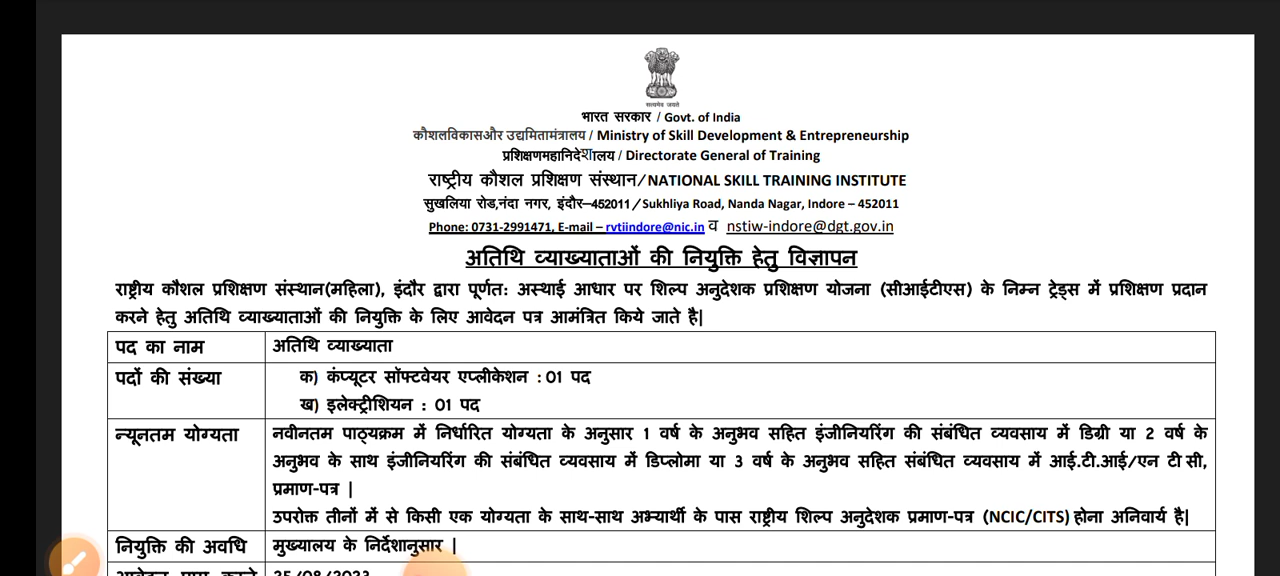 सत्यमेव जयते
भारत सरकार / Govt. of India
कौशलविकासऔर उद्यमितामंत्रालय / Ministry of Skill Development & Entrepreneurship
प्रशिक्षणमहानिदेशालय / Directorate General of Training
राष्ट्रीय कौशल प्रशिक्षण संस्थान/NATIONAL SKILL TRAINING INSTITUTE
सुखलिया रोड,नंदा नगर, इंदौर–452011/Sukhliya Road, Nanda Nagar, Indore – 452011
Phone: 0731-2991471, E-mail – rvtiindore@nic.in व nstiw-indore@dgt.gov.in
अतिथि व्याख्याताओं की नियुक्ति हेतु विज्ञापन
राष्ट्रीय कौशल प्रशिक्षण संस्थान(महिला), इंदौर द्वारा पूर्णत: अस्थाई आधार पर शिल्प अनुदेशक प्रशिक्षण योजना (सीआईटीएस) के निम्न ट्रेड्स में प्रशिक्षण प्रदान
करने हेतु अतिथि व्याख्याताओं की नियुक्ति के लिए आवेदन पत्र आमंत्रित किये जाते है|
पद का नाम अतिथि व्याख्याता
पदों की संख्या क) कंप्यूटर सॉफ्टवेयर एप्लीकेशन : 01 पद
ख) इलेक्ट्रीशियन : 01 पद
न्यूनतम योग्यता नवीनतम पाठ्यक्रम में निर्धारित योग्यता के अनुसार 1 वर्ष के अनुभव सहित इंजीनियरिंग की संबंधित व्यवसाय में डिग्री या 2 वर्ष के
अनुभव के साथ इंजीनियरिंग की संबंधित व्यवसाय में डिप्लोमा या 3 वर्ष के अनुभव सहित संबंधित व्यवसाय में आई.टी.आई/एन टी सी,
प्रमाण-पत्र |
उपरोक्त तीनों में से किसी एक योग्यता के साथ-साथ अभ्यार्थी के पास राष्ट्रीय शिल्प अनुदेशक प्रमाण-पत्र (NCIC/CITS) होना अनिवार्य है|
नियुक्ति की अवधि मुख्यालय के निर्देशानुसार |
25/08/2023